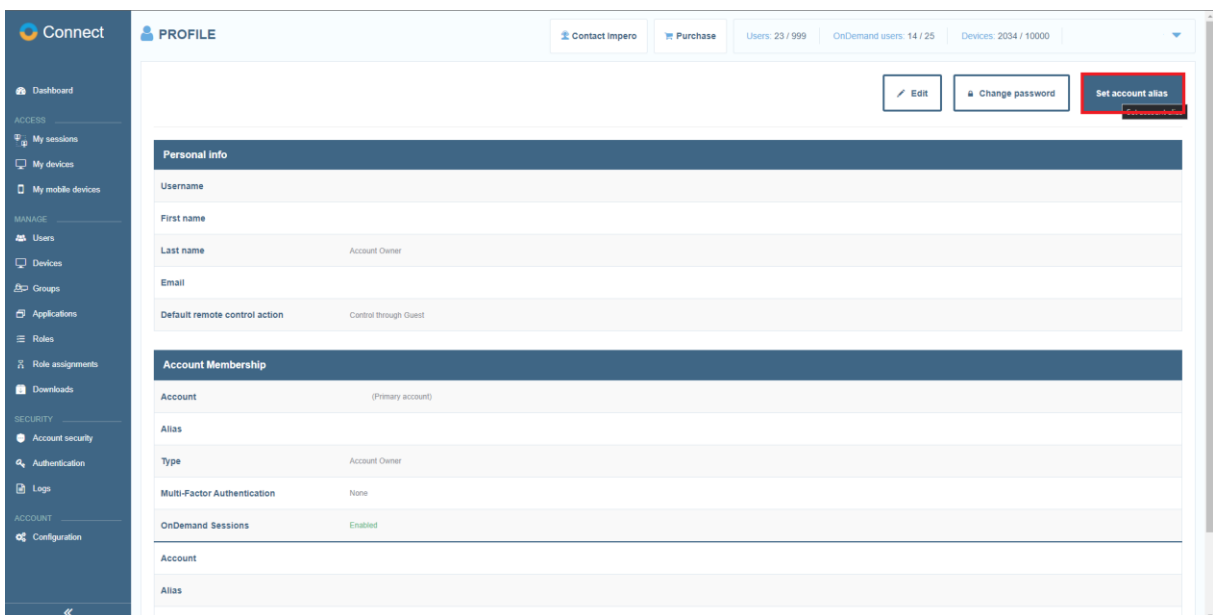 Connect
PROFILE
Contact Impero
Purchase
Users: 23 / 999
OnDemand users: 14 / 25
Devices: 2034 / 10000
Dashboard
ACCESS
My sessions
My devices
My mobile devices
MANAGE
Users
Devices
Groups
Applications
Roles
Role assignments
Downloads
SECURITY
Account security
Authentication
Logs
ACCOUNT
Configuration
Edit
Change password
Set account alias
Set account alias
Personal info
Username
First name
Last name Account Owner
Email
Default remote control action Control through Guest
Account Membership
Account (Primary account)
Alias
Type Account Owner
Multi-Factor Authentication None
OnDemand Sessions Enabled
Account
Alias